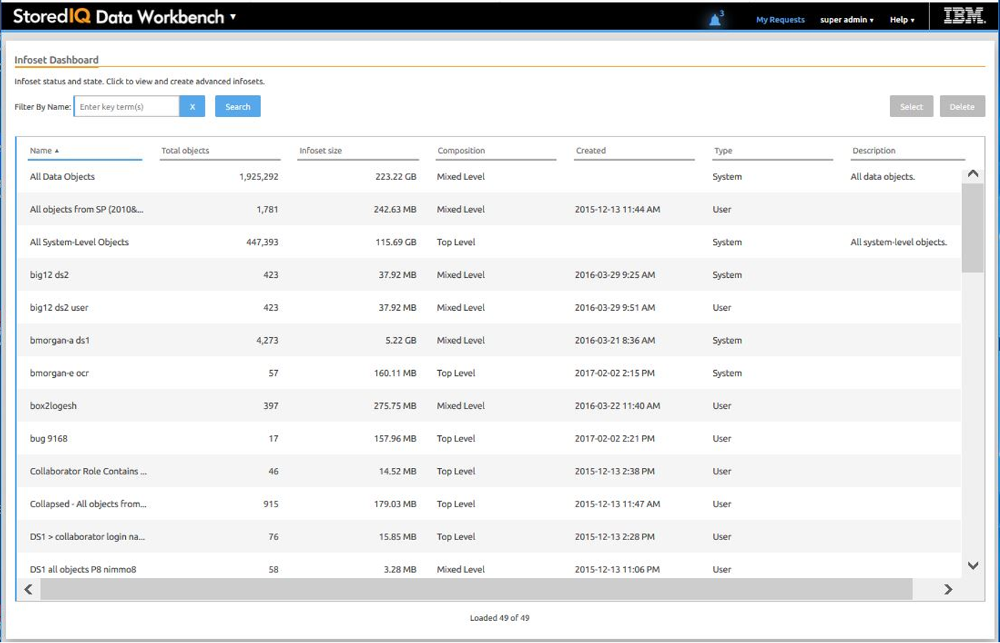 StoredIQ Data Workbench ▾ 3 My Requests super admin ▾ Help ▾ IBM.
Infoset Dashboard
Infoset status and state. Click to view and create advanced infosets.
Filter By Name: Enter key term(s) X Search Select Delete
Name ▲ Total objects Infoset size Composition Created Type Description
All Data Objects 1,925,292 223.22 GB Mixed Level System All data objects.
All objects from SP (2010&... 1,781 242.63 MB Mixed Level 2015-12-13 11:44 AM User
All System-Level Objects 447,393 115.69 GB Top Level System All system-level objects.
big12 ds2 423 37.92 MB Mixed Level 2016-03-29 9:25 AM System
big12 ds2 user 423 37.92 MB Mixed Level 2016-03-29 9:51 AM User
bmorgan-a ds1 4,273 5.22 GB Mixed Level 2016-03-21 8:36 AM System
bmorgan-e ocr 57 160.11 MB Top Level 2017-02-02 2:15 PM System
box2logesh 397 275.75 MB Mixed Level 2016-03-22 11:40 AM User
bug 9168 17 157.96 MB Top Level 2017-02-02 2:21 PM User
Collaborator Role Contains ... 46 14.52 MB Top Level 2015-12-13 2:38 PM User
Collapsed - All objects from... 915 179.03 MB Top Level 2015-12-13 11:47 AM User
DS1 > collaborator login na... 76 15.85 MB Top Level 2015-12-13 2:28 PM User
DS1 all objects P8 nimmo8 58 3.28 MB Mixed Level 2015-12-13 11:06 PM User
Loaded 49 of 49